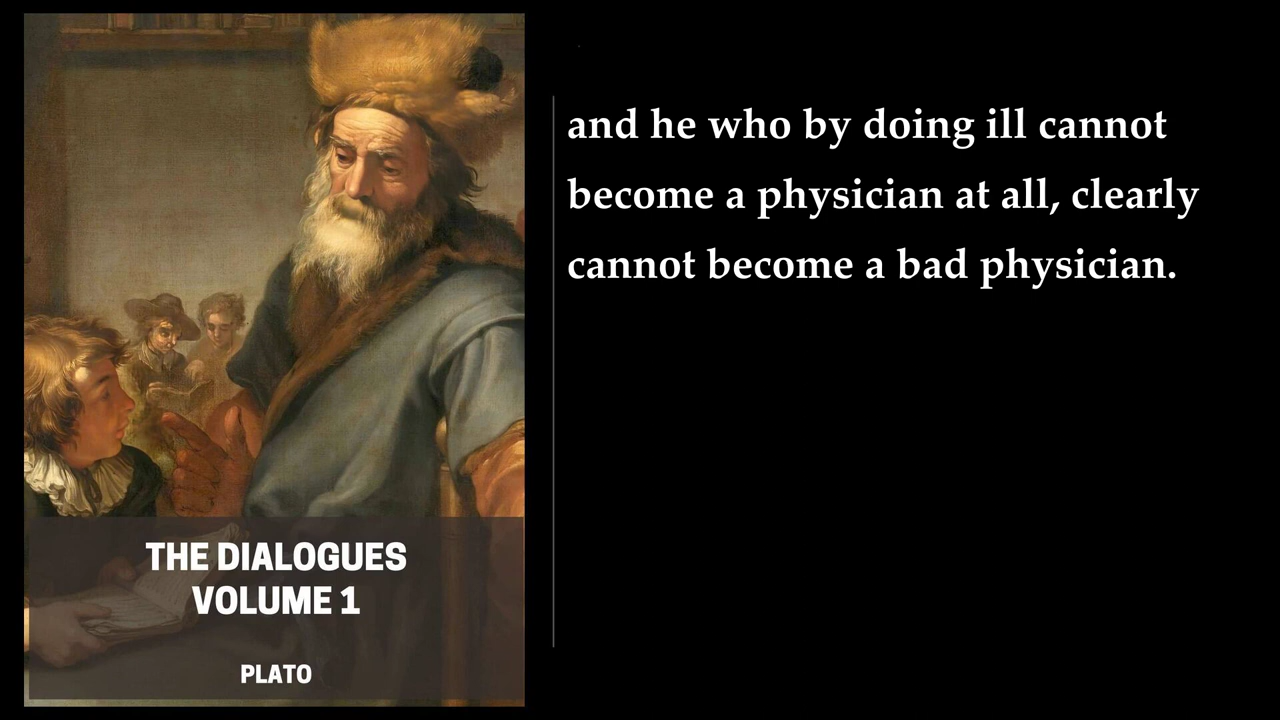 and he who by doing ill cannot
become a physician at all, clearly
cannot become a bad physician.
THE DIALOGUES
VOLUME 1
PLATO